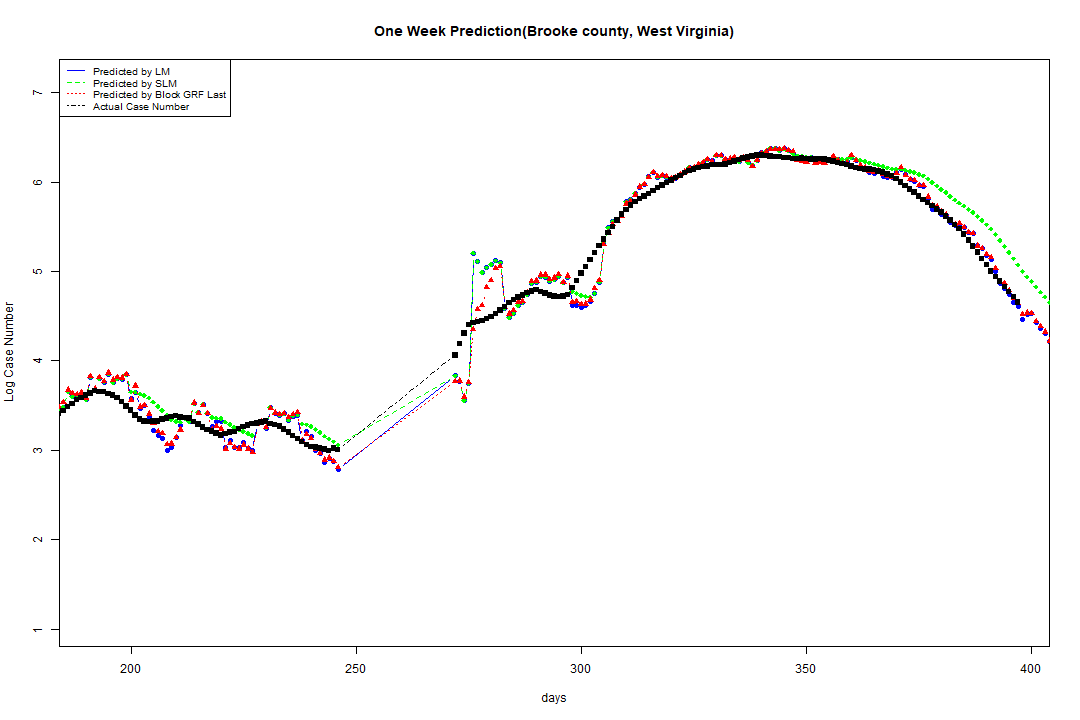 One Week Prediction(Brooke county, West Virginia)
Predicted by LM
Predicted by SLM
Predicted by Block GRF Last
Actual Case Number
7
6
5
4
3
2
1
Log Case Number
200 250 300 350 400
days